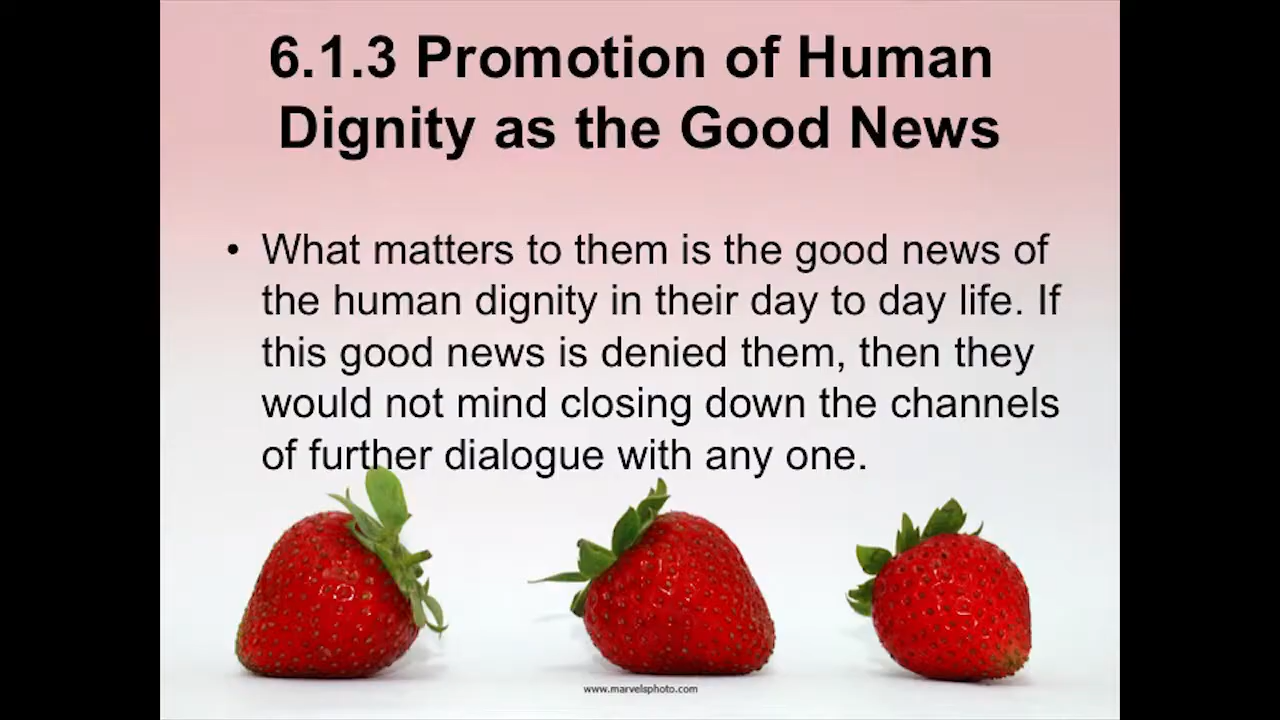 6.1.3 Promotion of Human
Dignity as the Good News
• What matters to them is the good news of
the human dignity in their day to day life. If
this good news is denied them, then they
would not mind closing down the channels
of further dialogue with any one.
www.marvelsphoto.com